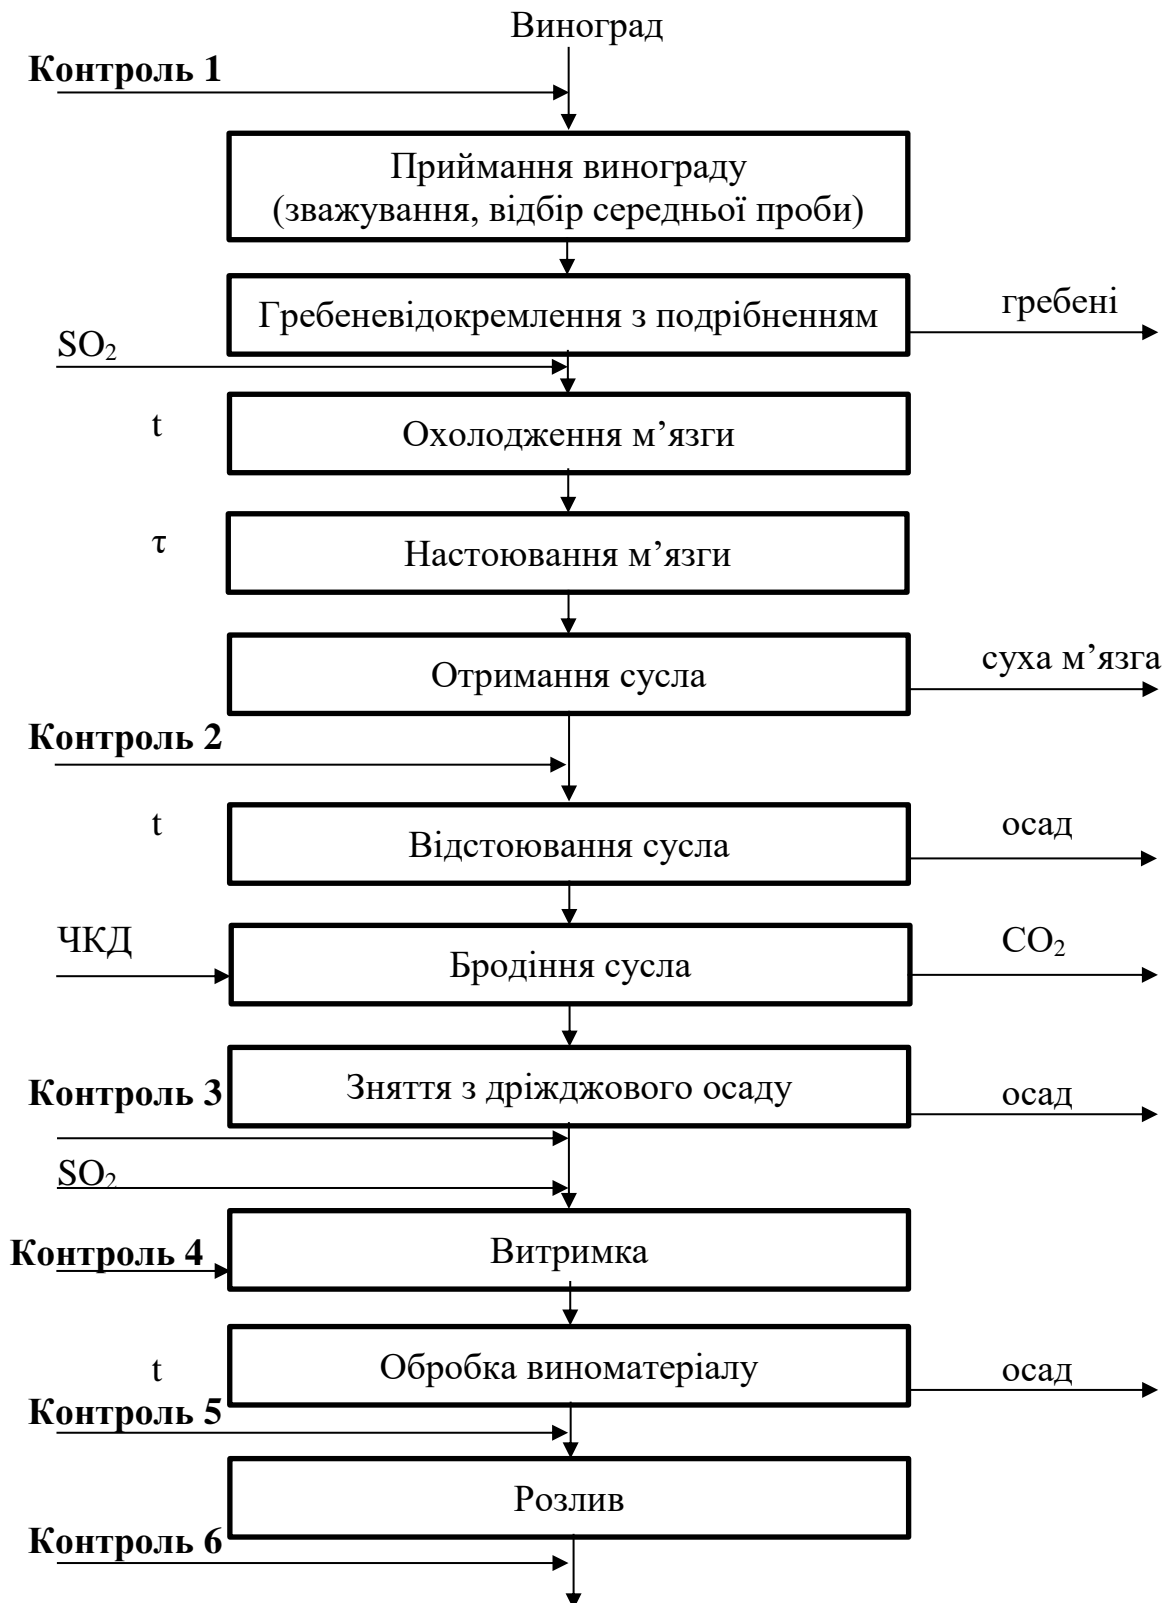 Виноград
Контроль 1
Приймання винограду
(зважування, відбір середньої проби)
Гребеневідокремлення з подрібненням
гребені
SO₂
t
Охолодження м’язги
τ
Настоювання м’язги
Отримання сусла
суха м’язга
Контроль 2
t
Відстоювання сусла
осад
ЧКД
Бродіння сусла
CO₂
Контроль 3
Зняття з дріжджового осаду
осад
SO₂
Контроль 4
Витримка
t
Обробка виноматеріалу
осад
Контроль 5
Розлив
Контроль 6